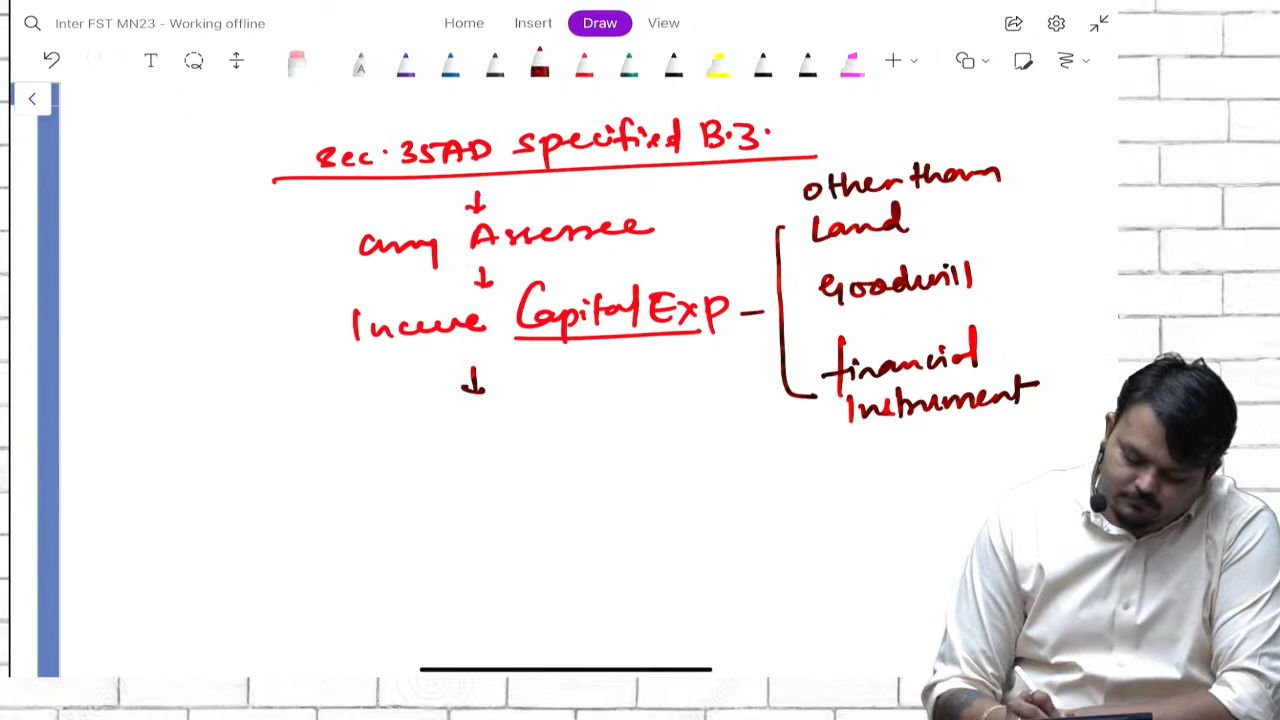 Inter FST MN23 - Working offline
Home Insert Draw View
T
A
Sec. 35AD specified B.3.
any Assessee
Incure Capital Exp -
other than
Land
Goodwill
financial
Instrument